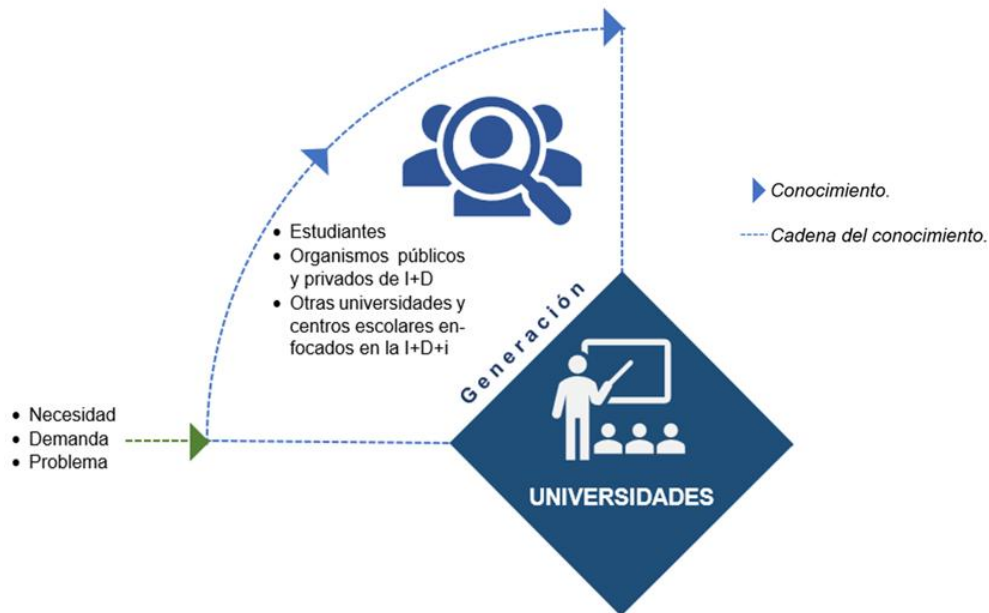 • Estudiantes
• Organismos públicos
y privados de I+D
• Otras universidades y
centros escolares en-
focados en la I+D+i
Conocimiento.
Cadena del conocimiento.
Generación
• Necesidad
• Demanda
• Problema
UNIVERSIDADES